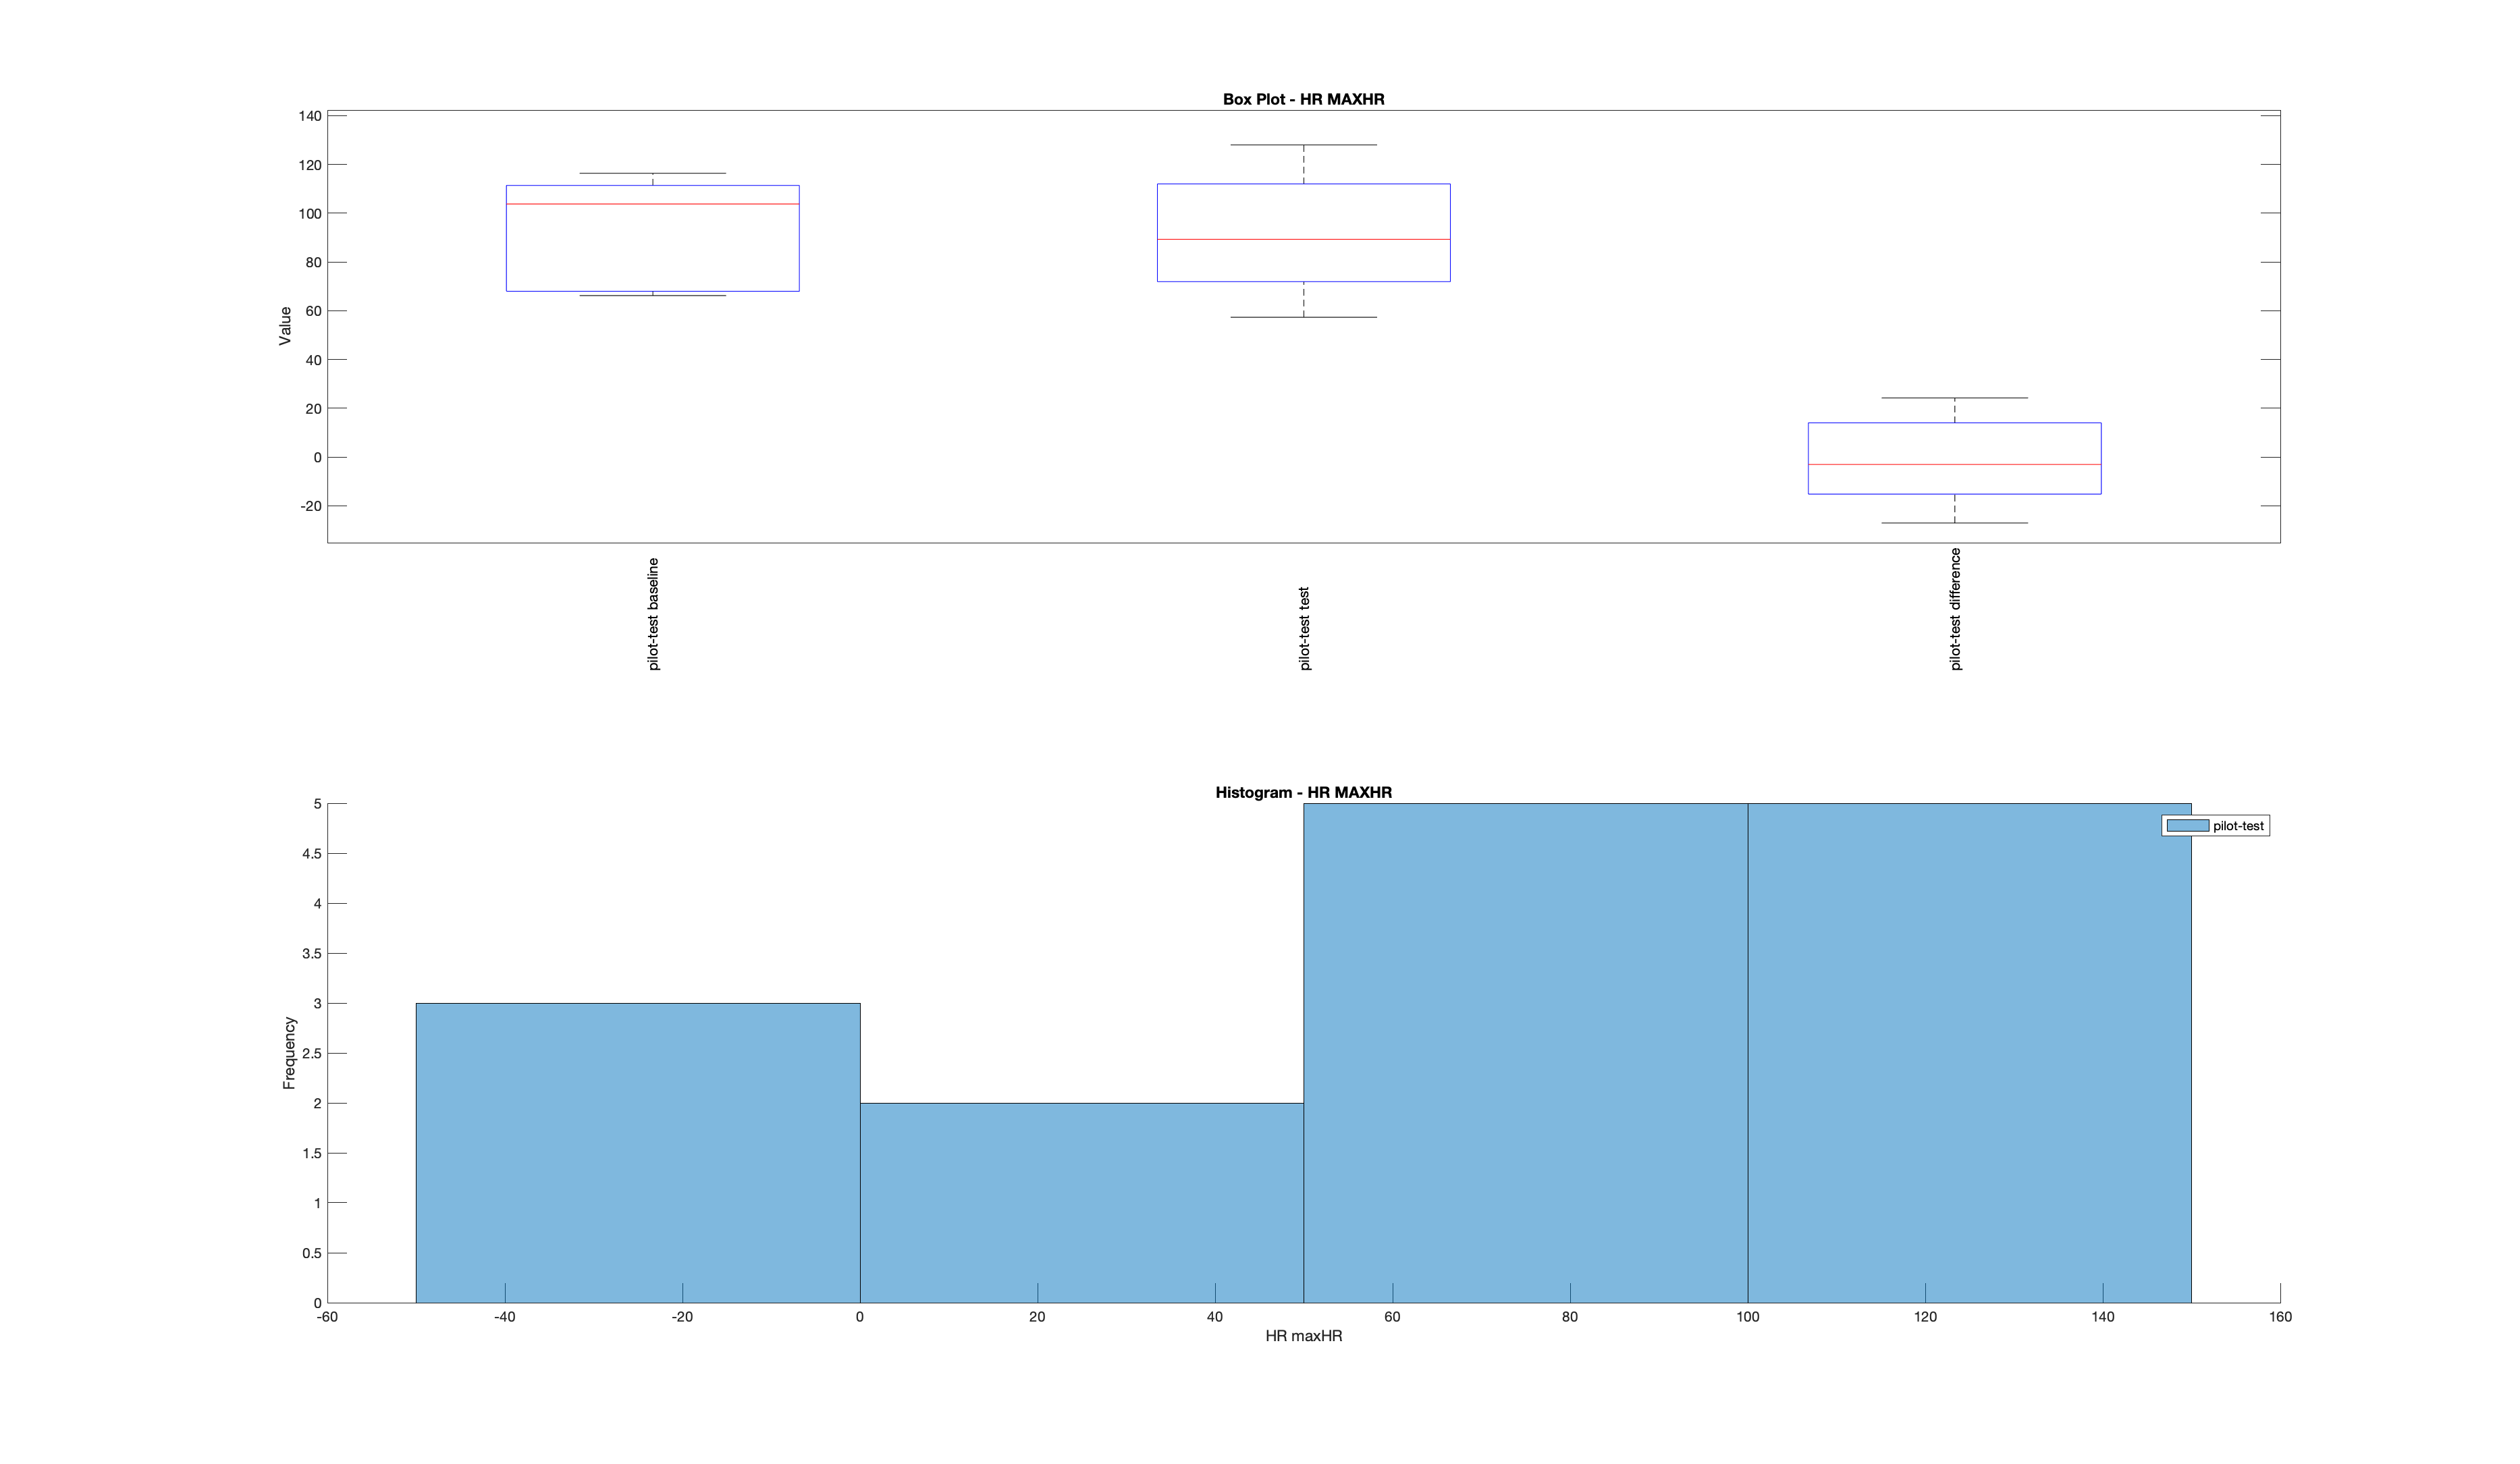 Box Plot - HR MAXHR
140
120
100
80
60
40
20
0
-20
Value
pilot-test baseline
pilot-test test
pilot-test difference
Histogram - HR MAXHR
5
4.5
4
3.5
3
2.5
2
1.5
1
0.5
0
Frequency
pilot-test
-60 -40 -20 0 20 40 60 80 100 120 140 160
HR maxHR